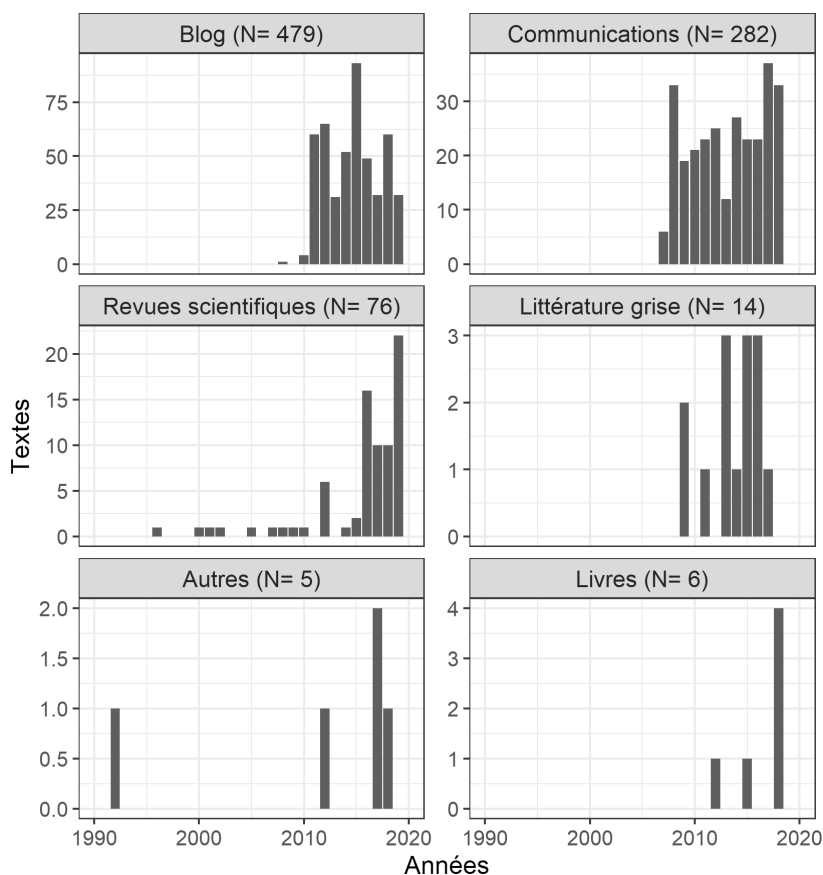 Blog (N= 479)
75
50
25
0
Communications (N= 282)
30
20
10
0
Revues scientifiques (N= 76)
20
15
10
5
0
Littérature grise (N= 14)
3
2
1
0
Autres (N= 5)
2.0
1.5
1.0
0.5
0.0
Livres (N= 6)
4
3
2
1
0
1990 2000 2010 2020
1990 2000 2010 2020
Textes
Années